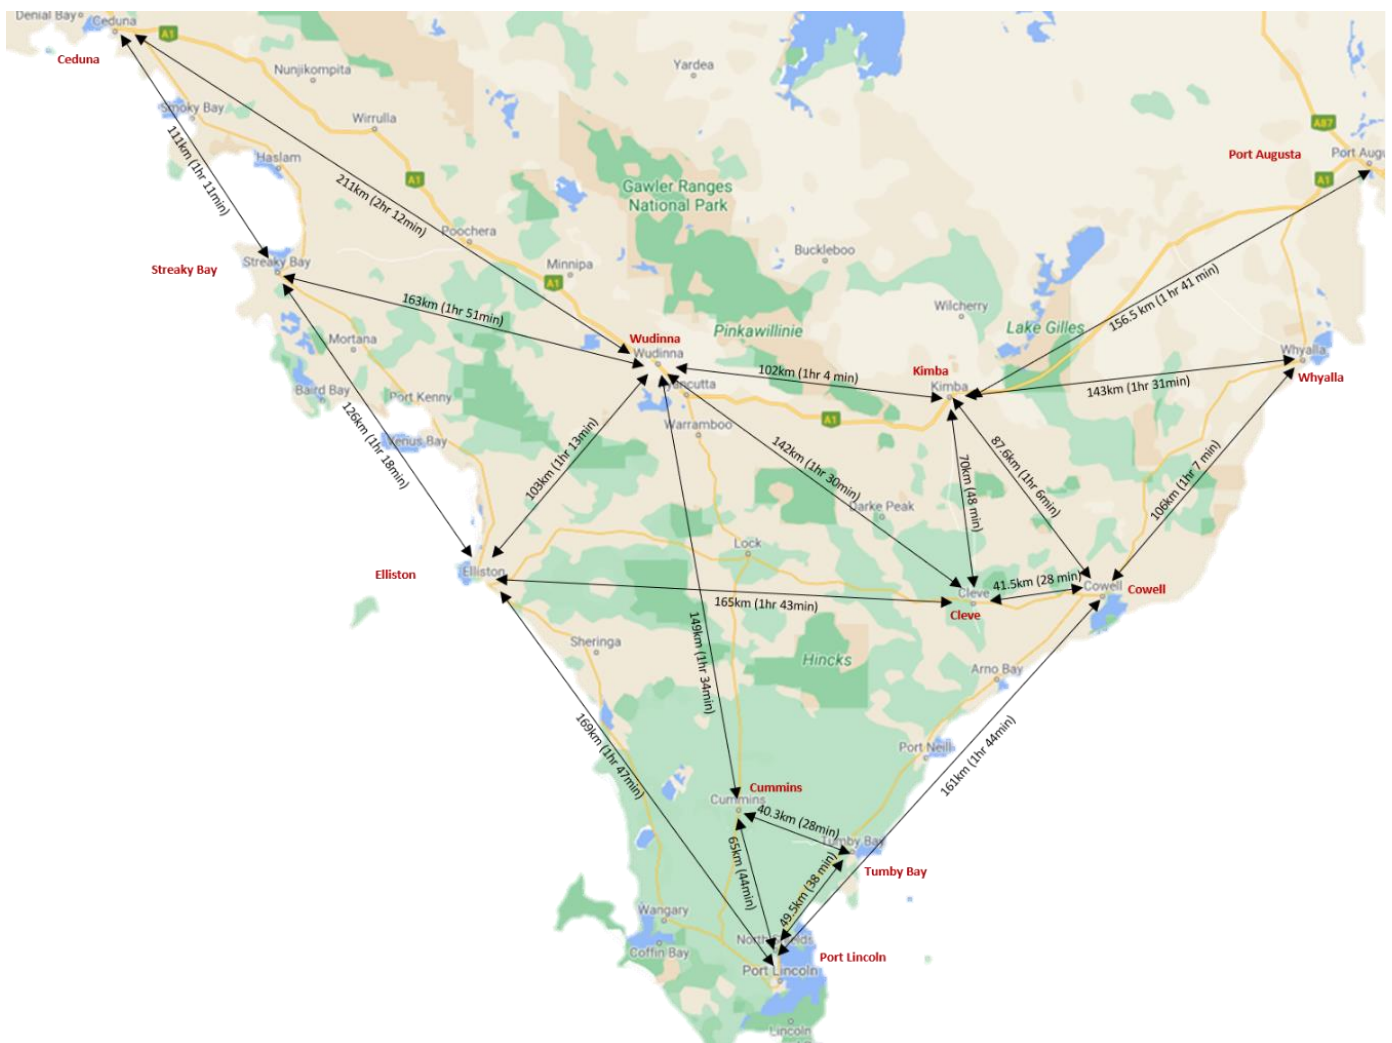 Denial Bay
Ceduna
A1
Ceduna
Nunjikompita
Yardea
Smoky Bay
Wirrulla
A87
Port Augusta
Port Augu
111km (1hr 11min)
Haslam
A1
A1
211km (2hr 12min)
Gawler Ranges
National Park
Poochera
Streaky Bay
Streaky Bay
Buckleboo
Minnipa
A1
156.5 km (1 hr 41 min)
163km (1hr 51min)
Wilcherry
Pinkawillinie
Lake Gilles
Mortana
Wudinna
Wudinna
Whyalla
Whyalla
102km (1hr 4 min)
Kimba
Kimba
143km (1hr 31min)
Baird Bay
Port Kenny
A1
Warramboo
126km (1hr 18min)
Venus Bay
103km (1hr 13min)
142km (1hr 30min)
70km (48 min)
87.6km (1hr 6min)
106km (1hr 7 min)
Darke Peak
Lock
Elliston
Elliston
165km (1hr 43min)
Cleve
Cleve
41.5km (28 min)
Cowell
Cowell
149km (1hr 34min)
Sheringa
Hincks
Arno Bay
169km (1hr 47min)
Port Neill
161km (1hr 44min)
Cummins
Cummins
40.3km (28min)
Tumby Bay
Tumby Bay
65km (44min)
49.5km (38 min)
Wangary
Coffin Bay
North Shields
Port Lincoln
Port Lincoln
Lincoln